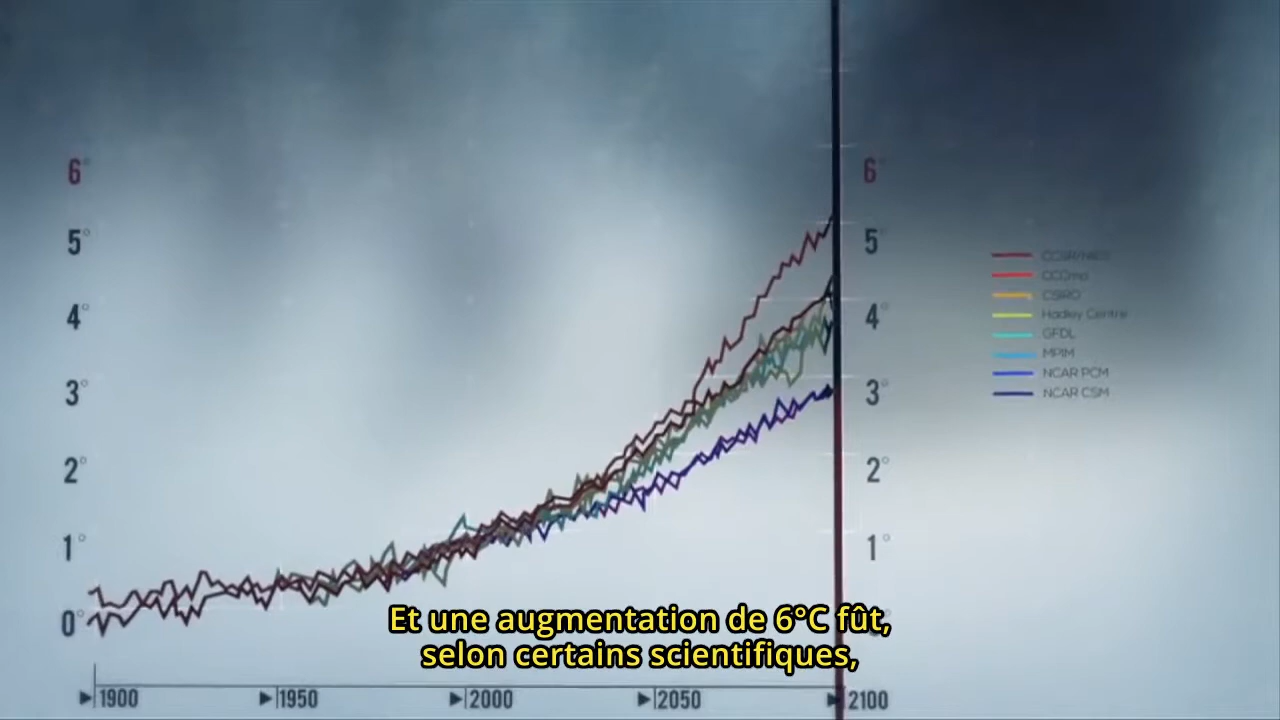 6°
5°
4°
3°
2°
1°
0°
6°
5°
4°
3°
2°
1°
CCSR/NIES
CCCma
CSIRO
Hadley Centre
GFDL
MPIM
NCAR PCM
NCAR CSM
Et une augmentation de 6°C fût,
selon certains scientifiques,
1900
1950
2000
2050
2100